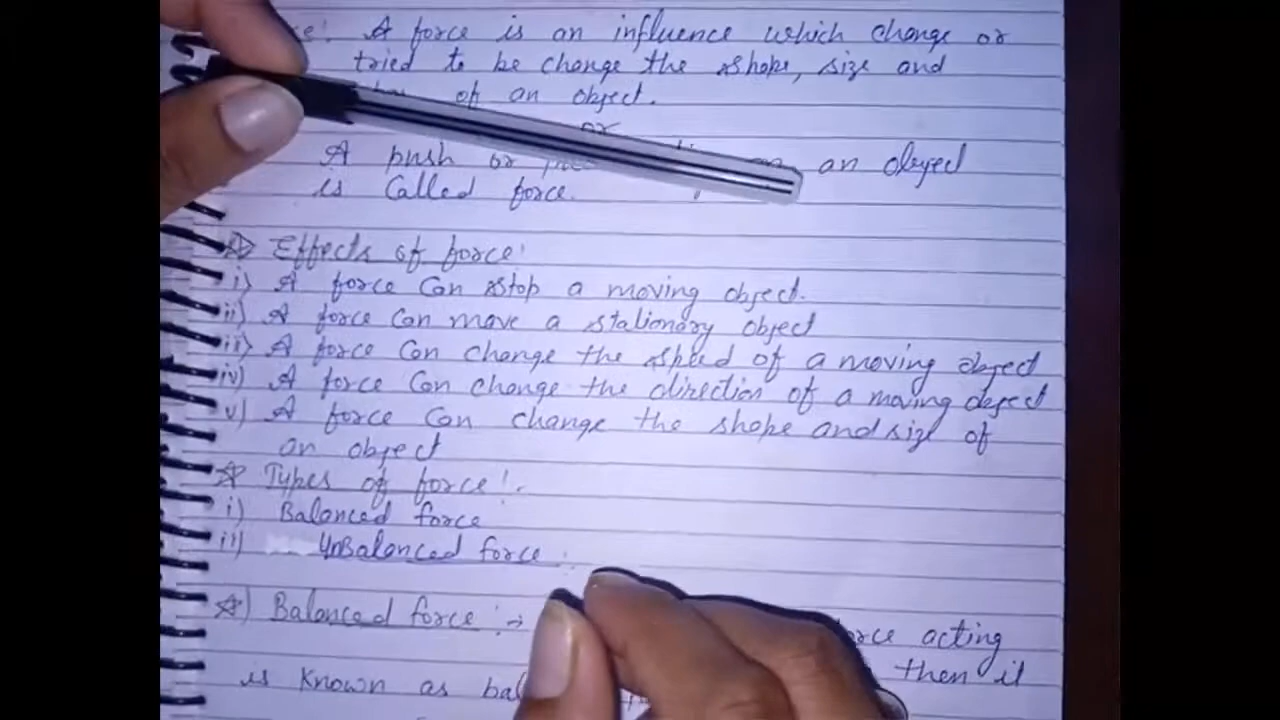 A force is an influence which change or
tried to be change the shape, size and
of an object.
or
A push or an object
is Called force.
Effects of force:
i) A force Can stop a moving object.
ii) A force Can move a stationary object
iii) A force Can change the speed of a moving object
iv) A force Can change the direction of a moving object
v) A force Can change the shape and size of
an object
Types of force:
i) Balanced force
ii) UnBalanced force
Balanced force :→ force acting
then it
is known as